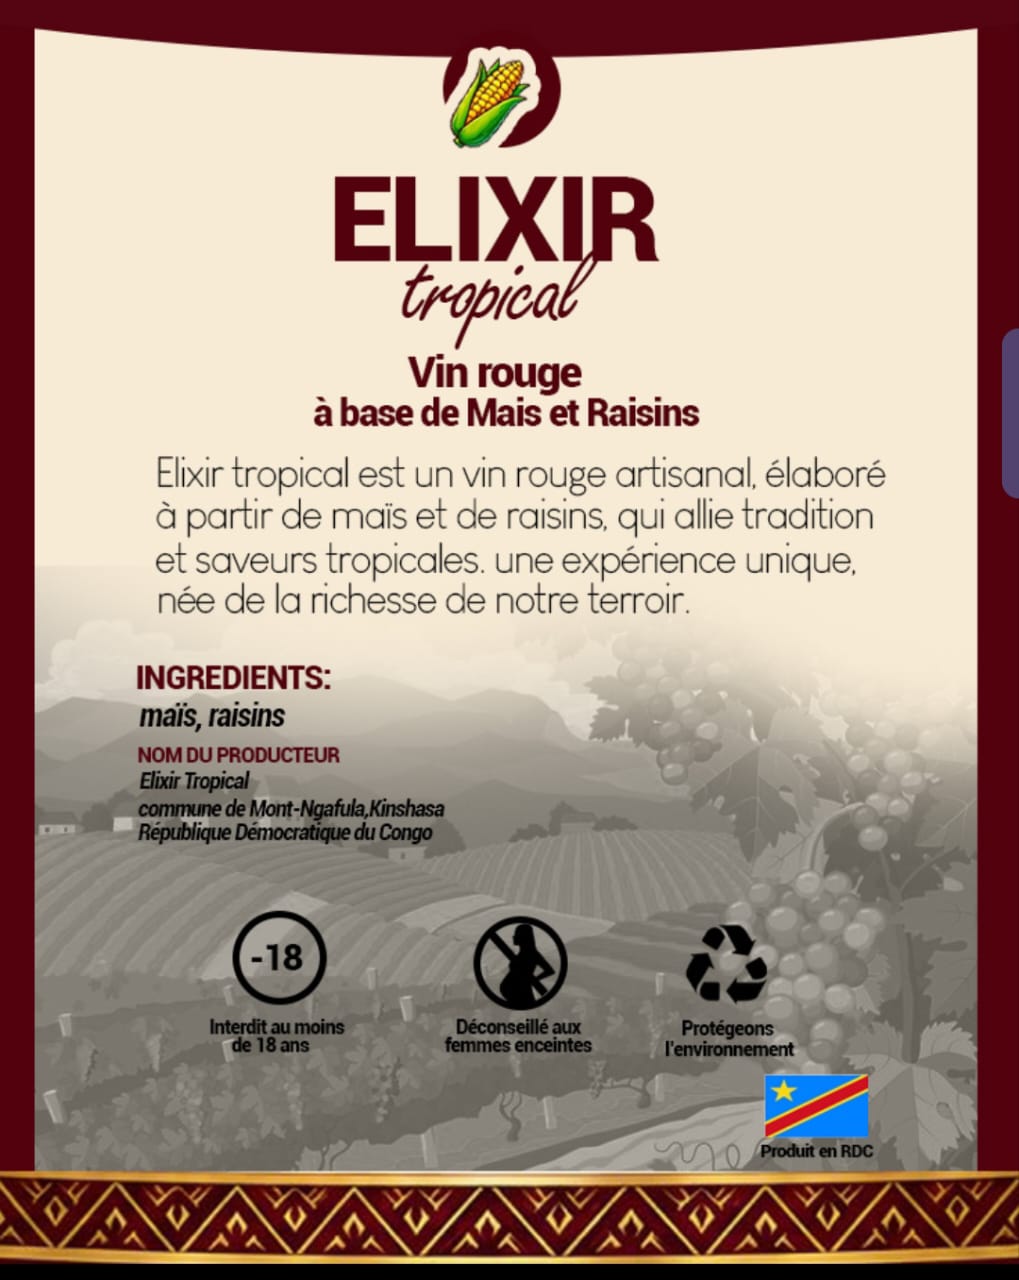 ELIXIR
tropical
Vin rouge
à base de Mais et Raisins
Elixir tropical est un vin rouge artisanal, élaboré
à partir de maïs et de raisins, qui allie tradition
et saveurs tropicales. une expérience unique,
née de la richesse de notre terroir.
INGREDIENTS:
maïs, raisins
NOM DU PRODUCTEUR
Elixir Tropical
commune de Mont-Ngafula,Kinshasa
République Démocratique du Congo
-18
Interdit au moins
de 18 ans
Déconseillé aux
femmes enceintes
Protégeons
l'environnement
Produit en RDC